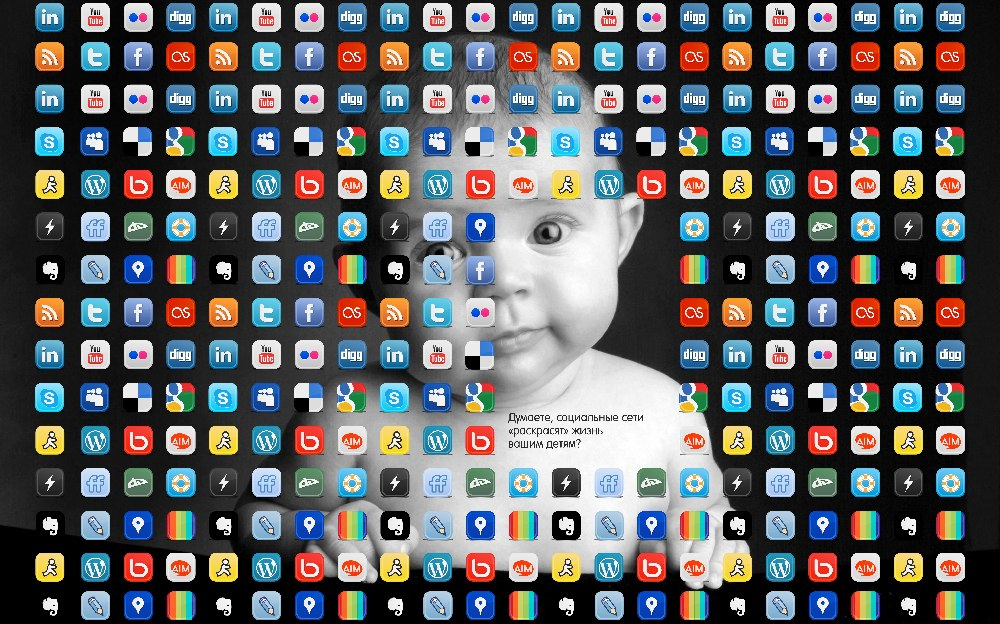 Думаете, социальные сети
«раскрасят» жизнь
вашим детям?